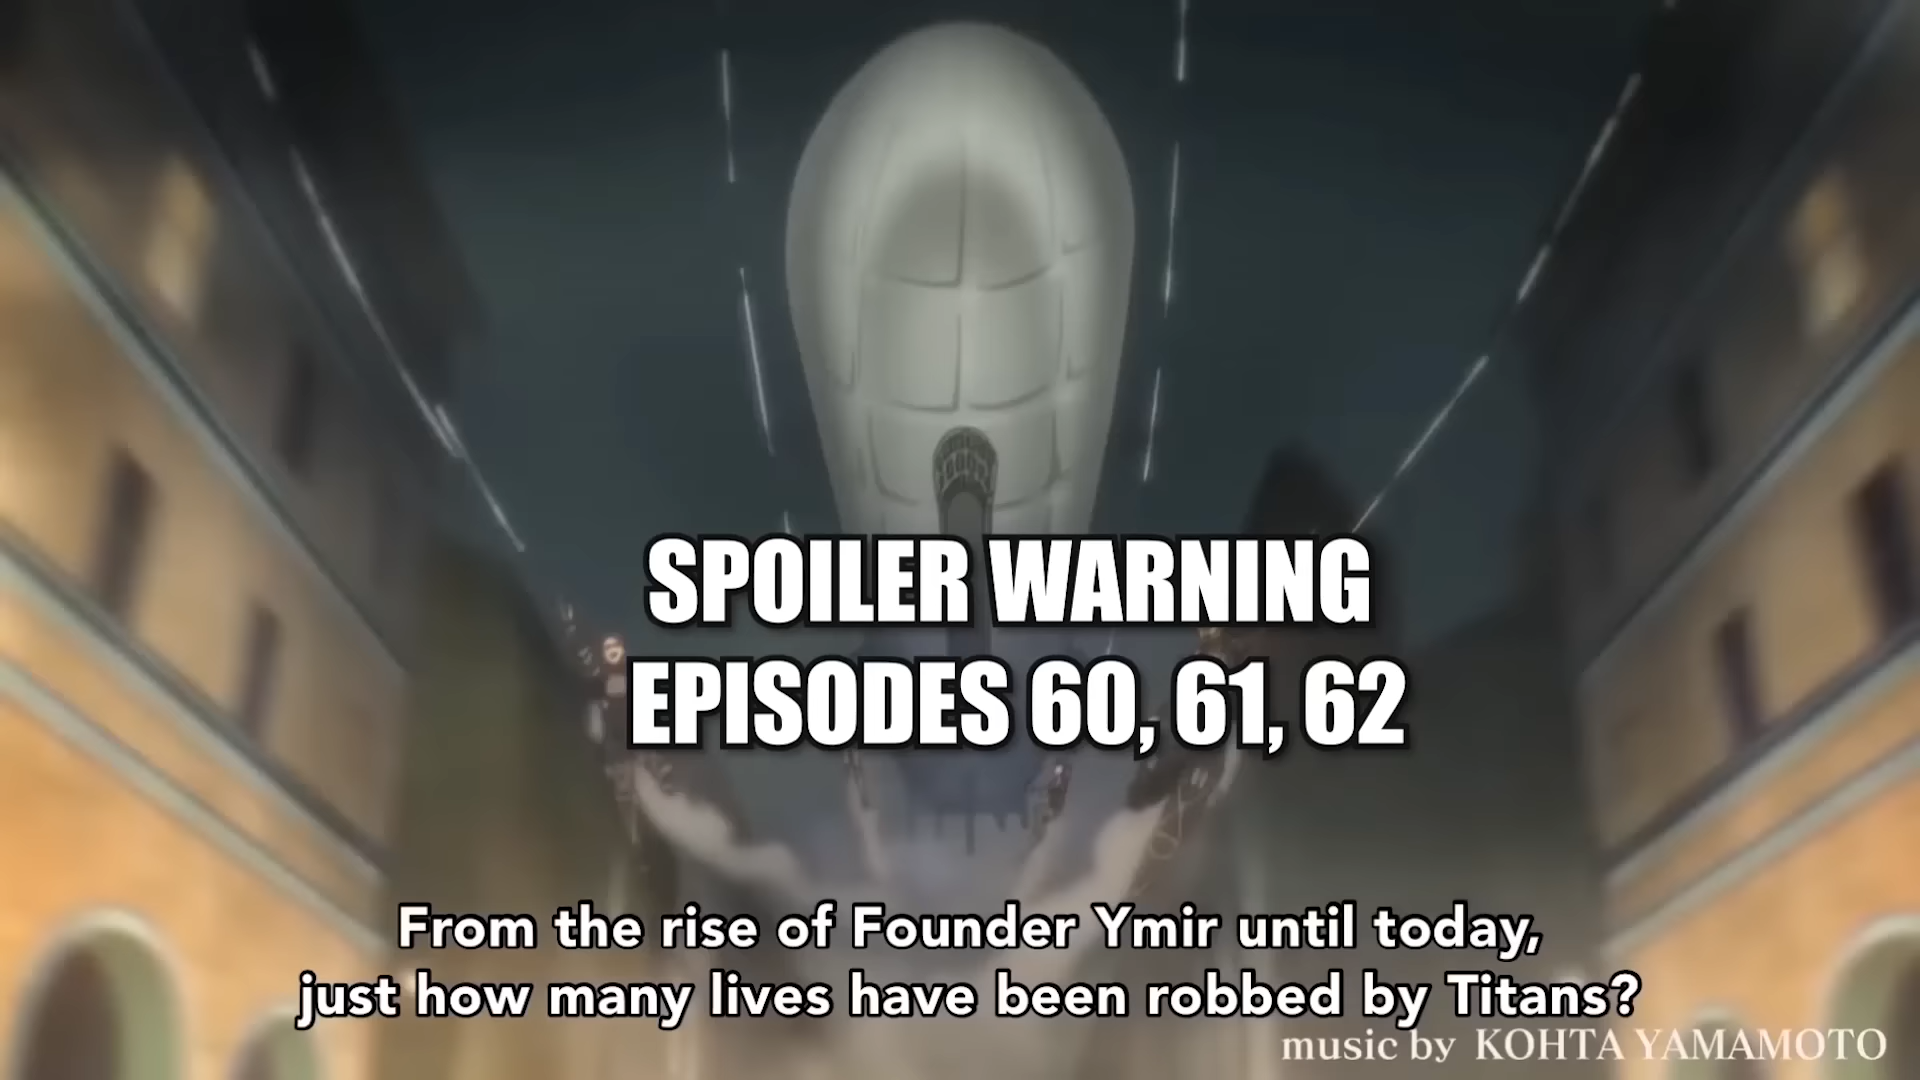 SPOILER WARNING
EPISODES 60, 61, 62
From the rise of Founder Ymir until today,
just how many lives have been robbed by Titans?
music by KOHTA YAMAMOTO